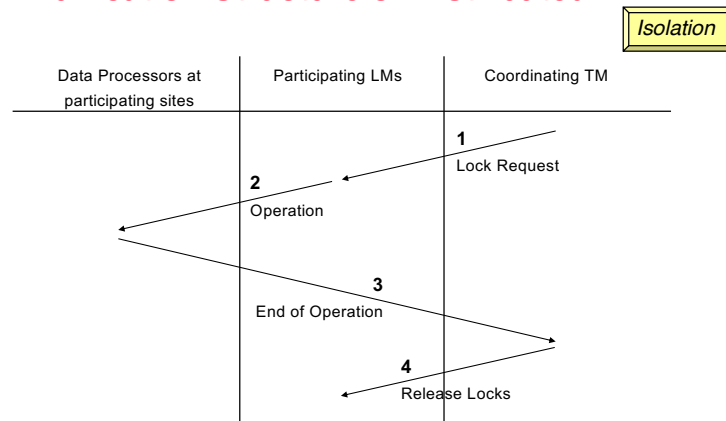 Isolation
Data Processors at
participating sites
Participating LMs
Coordinating TM
1
Lock Request
2
Operation
3
End of Operation
4
Release Locks